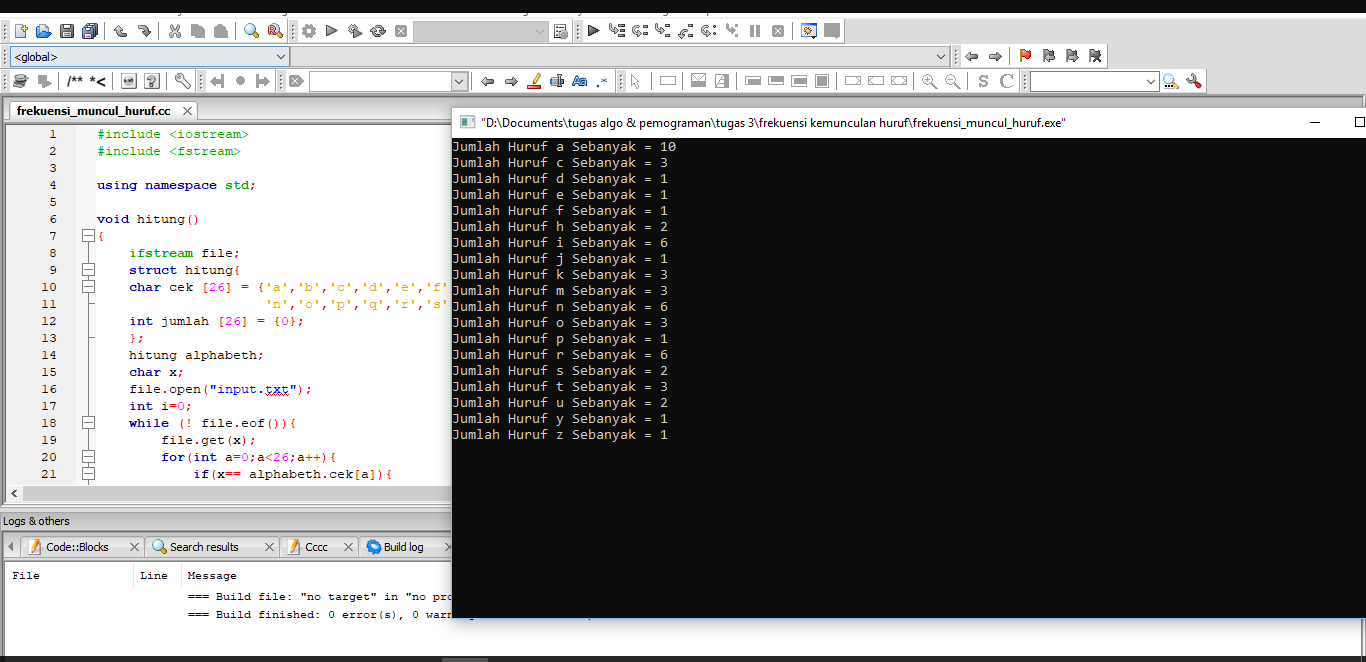 <global>
/** *<
Aa
.*
S C
frekuensi_muncul_huruf.cc
1 #include <iostream>
2 #include <fstream>
3
4 using namespace std;
5
6 void hitung()
7 {
8 ifstream file;
9 struct hitung{
10 char cek [26] = {'a','b','c','d','e','f'
11 'n','o','p','q','r','s'
12 int jumlah [26] = {0};
13 };
14 hitung alphabeth;
15 char x;
16 file.open("input.txt");
17 int i=0;
18 while (! file.eof()){
19 file.get(x);
20 for(int a=0;a<26;a++){
21 if(x== alphabeth.cek[a]){
"D:\Documents\tugas algo & pemograman\tugas 3\frekuensi kemunculan huruf\frekuensi_muncul_huruf.exe"
Jumlah Huruf a Sebanyak = 10
Jumlah Huruf c Sebanyak = 3
Jumlah Huruf d Sebanyak = 1
Jumlah Huruf e Sebanyak = 1
Jumlah Huruf f Sebanyak = 1
Jumlah Huruf h Sebanyak = 2
Jumlah Huruf i Sebanyak = 6
Jumlah Huruf j Sebanyak = 1
Jumlah Huruf k Sebanyak = 3
Jumlah Huruf m Sebanyak = 3
Jumlah Huruf n Sebanyak = 6
Jumlah Huruf o Sebanyak = 3
Jumlah Huruf p Sebanyak = 1
Jumlah Huruf r Sebanyak = 6
Jumlah Huruf s Sebanyak = 2
Jumlah Huruf t Sebanyak = 3
Jumlah Huruf u Sebanyak = 2
Jumlah Huruf y Sebanyak = 1
Jumlah Huruf z Sebanyak = 1
Logs & others
Code::Blocks
Search results
Cccc
Build log
File Line Message
=== Build file: "no target" in "no pro
=== Build finished: 0 error(s), 0 warn